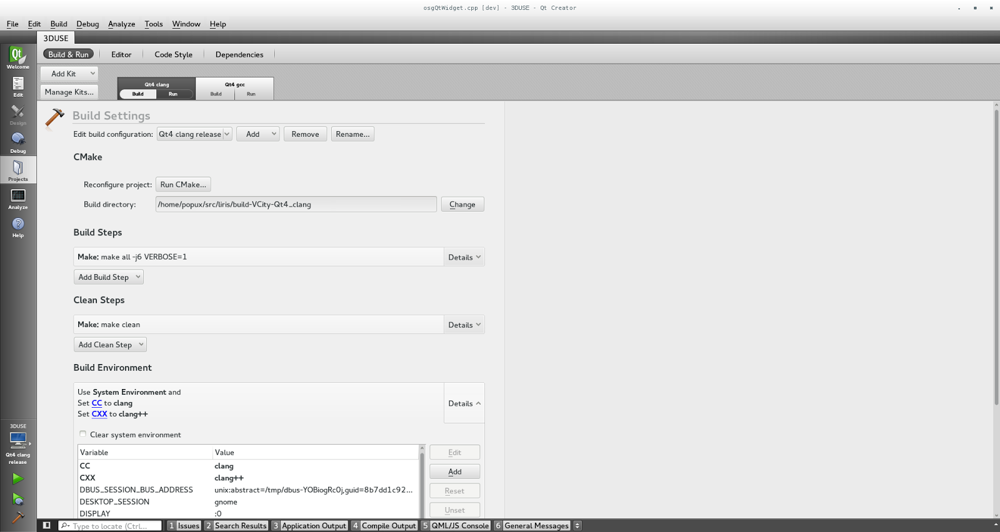 osgQtWidget.cpp [dev] - 3DUSE - Qt Creator
File Edit Build Debug Analyze Tools Window Help
3DUSE
Build & Run Editor Code Style Dependencies
Add Kit
Manage Kits...
Qt4 clang
Build Run
Qt4 gcc
Build Run
Qt
Welcome
Edit
Design
Debug
Projects
Analyze
Help
Build Settings
Edit build configuration: Qt4 clang release Add Remove Rename...
CMake
Reconfigure project: Run CMake...
Build directory: /home/popux/src/liris/build-VCity-Qt4_clang Change
Build Steps
Make: make all -j6 VERBOSE=1 Details
Add Build Step
Clean Steps
Make: make clean Details
Add Clean Step
Build Environment
Use System Environment and
Set CC to clang
Set CXX to clang++
Details
Clear system environment
Variable Value
CC clang
CXX clang++
DBUS_SESSION_BUS_ADDRESS unix:abstract=/tmp/dbus-YOBiogRc0j,guid=8b7dd1c92...
DESKTOP_SESSION gnome
DISPLAY :0
Edit
Add
Reset
Unset
3DUSE
Qt4 clang
release
Type to locate (Ctrl... 1 Issues 2 Search Results 3 Application Output 4 Compile Output 5 QML/JS Console 6 General Messages